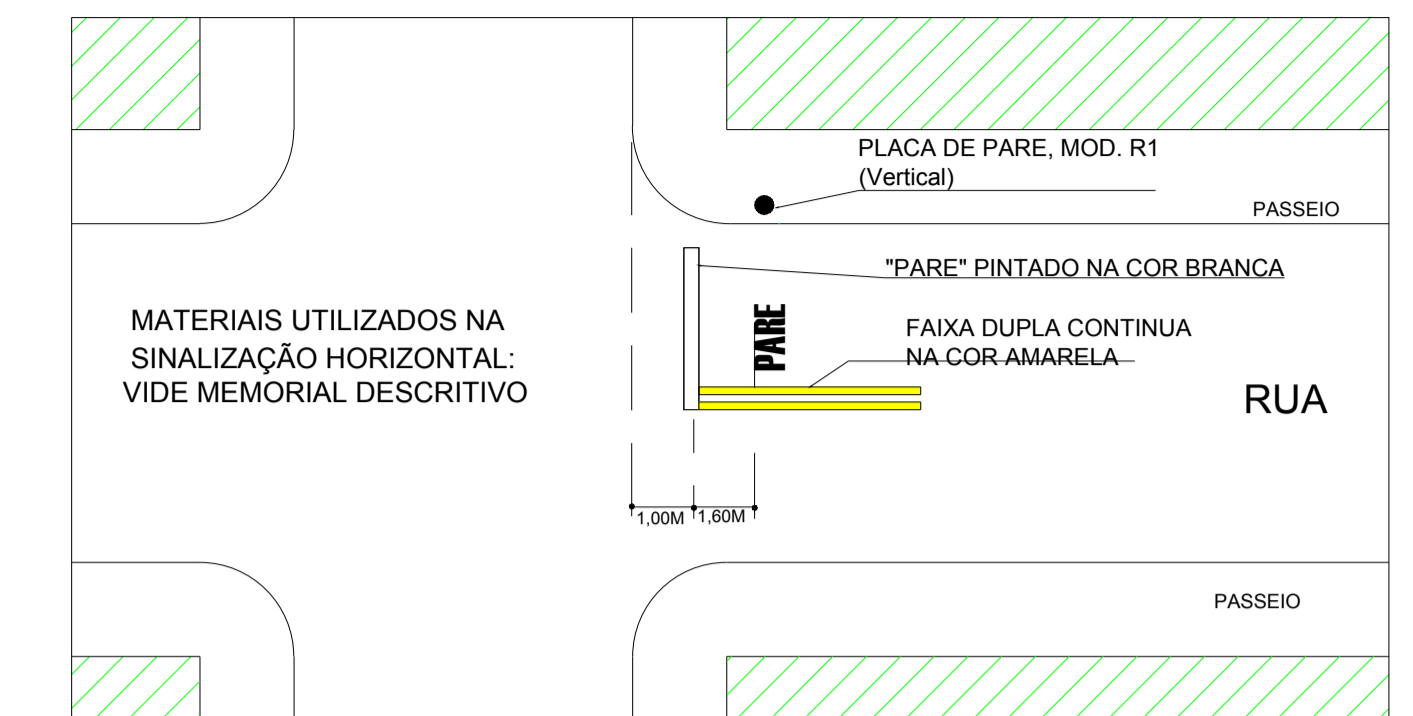 PLACA DE PARE, MOD. R1
(Vertical)
PASSEIO
"PARE" PINTADO NA COR BRANCA
MATERIAIS UTILIZADOS NA
SINALIZAÇÃO HORIZONTAL:
VIDE MEMORIAL DESCRITIVO
PARE
FAIXA DUPLA CONTINUA
NA COR AMARELA
RUA
1,00M
1,60M
PASSEIO